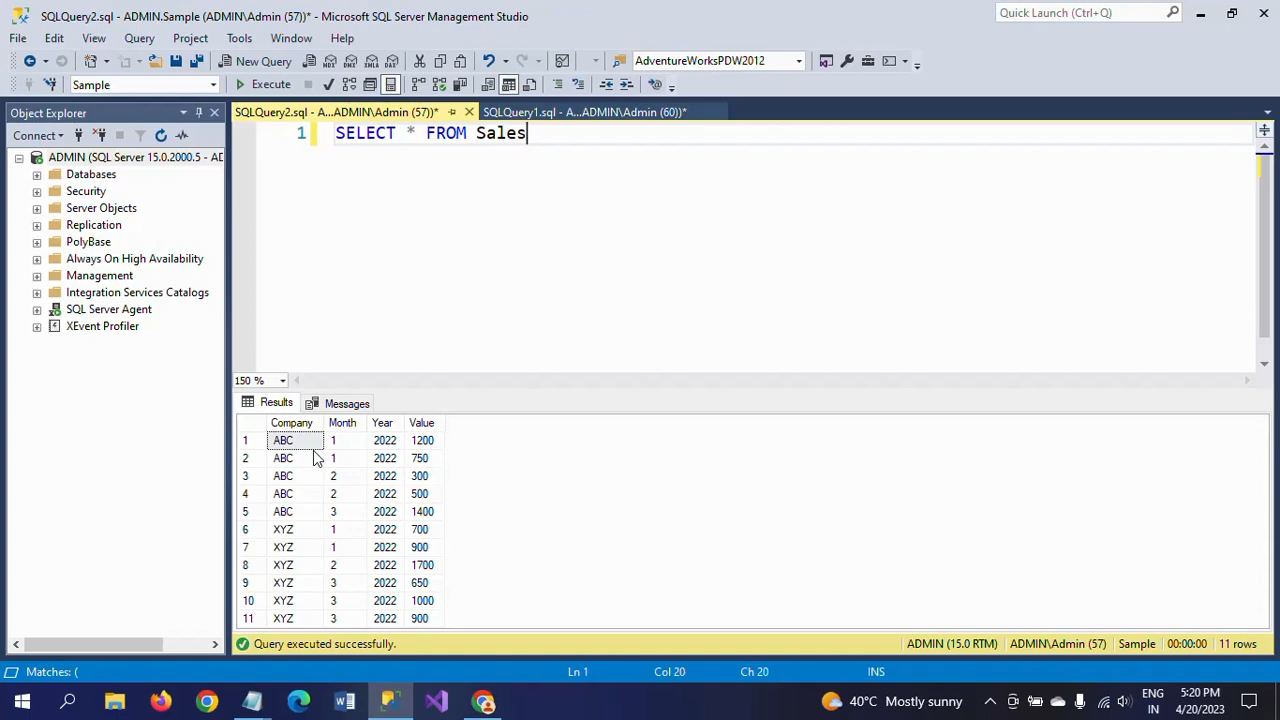 SQLQuery2.sql - ADMIN.Sample (ADMIN\Admin (57))* - Microsoft SQL Server Management Studio
Quick Launch (Ctrl+Q)
File Edit View Query Project Tools Window Help
New Query
AdventureWorksPDW2012
Sample
Execute
Object Explorer
SQLQuery2.sql - A...ADMIN\Admin (57))*
SQLQuery1.sql - A...ADMIN\Admin (60))*
Connect
1 SELECT * FROM Sales
ADMIN (SQL Server 15.0.2000.5 - AD
Databases
Security
Server Objects
Replication
PolyBase
Always On High Availability
Management
Integration Services Catalogs
SQL Server Agent
XEvent Profiler
150 %
Results Messages
Company Month Year Value
1 ABC 1 2022 1200
2 ABC 1 2022 750
3 ABC 2 2022 300
4 ABC 2 2022 500
5 ABC 3 2022 1400
6 XYZ 1 2022 700
7 XYZ 1 2022 900
8 XYZ 2 2022 1700
9 XYZ 3 2022 650
10 XYZ 3 2022 1000
11 XYZ 3 2022 900
Query executed successfully.
ADMIN (15.0 RTM) ADMIN\Admin (57) Sample 00:00:00 11 rows
Matches: (
Ln 1 Col 20 Ch 20 INS
40°C Mostly sunny
ENG
IN
5:20 PM
4/20/2023